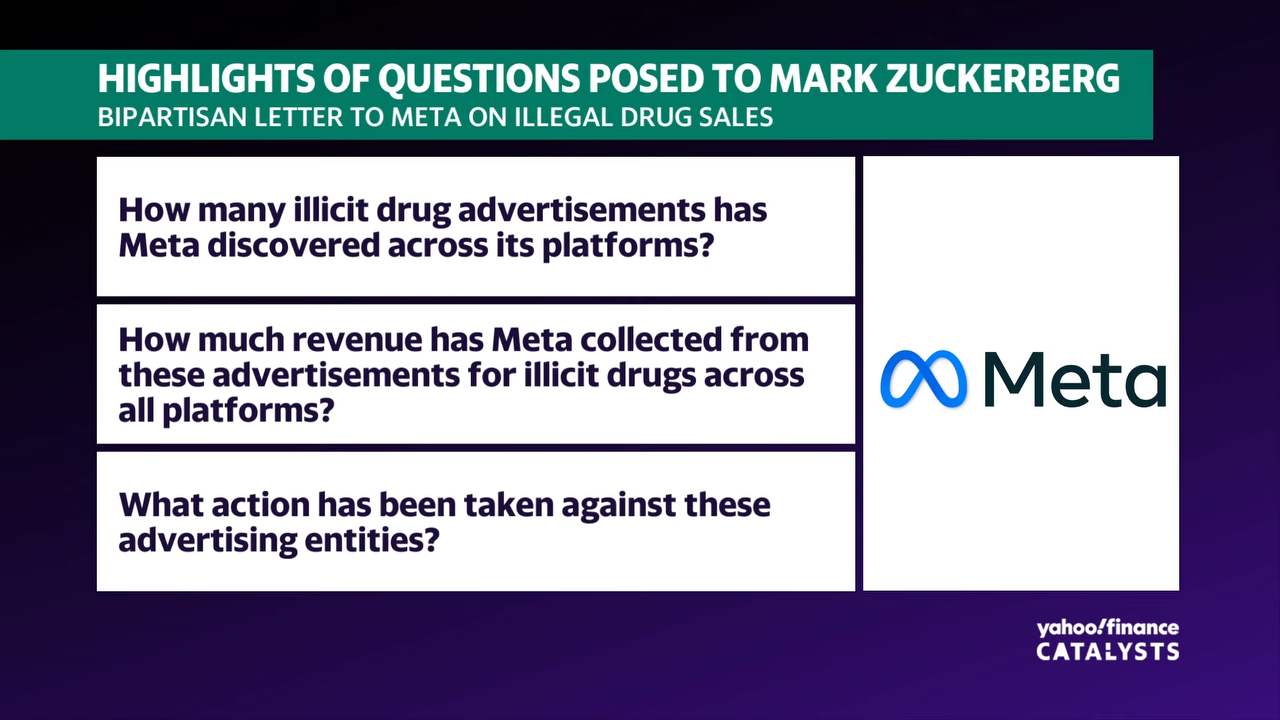 HIGHLIGHTS OF QUESTIONS POSED TO MARK ZUCKERBERG
BIPARTISAN LETTER TO META ON ILLEGAL DRUG SALES
How many illicit drug advertisements has
Meta discovered across its platforms?
How much revenue has Meta collected from
these advertisements for illicit drugs across
all platforms?
What action has been taken against these
advertising entities?
Meta
yahoo!finance
CATALYSTS